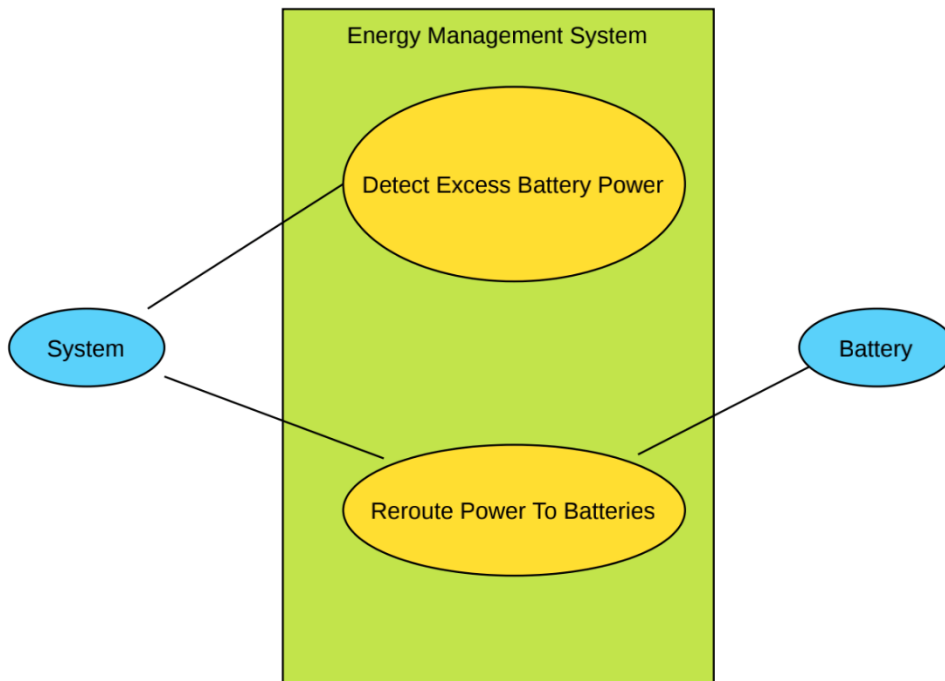 Energy Management System
Detect Excess Battery Power
System
Battery
Reroute Power To Batteries